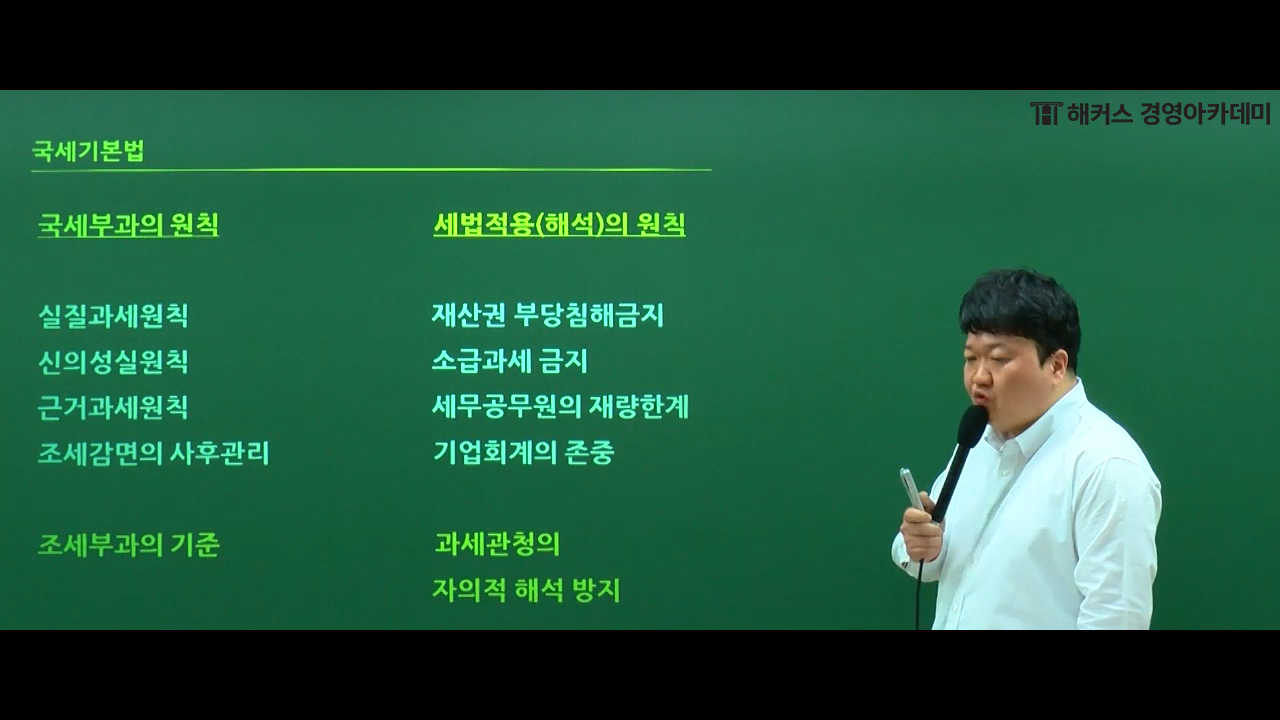 해커스 경영아카데미
국세기본법
국세부과의 원칙
실질과세원칙
신의성실원칙
근거과세원칙
조세감면의 사후관리
조세부과의 기준
세법적용(해석)의 원칙
재산권 부당침해금지
소급과세 금지
세무공무원의 재량한계
기업회계의 존중
과세관청의
자의적 해석 방지